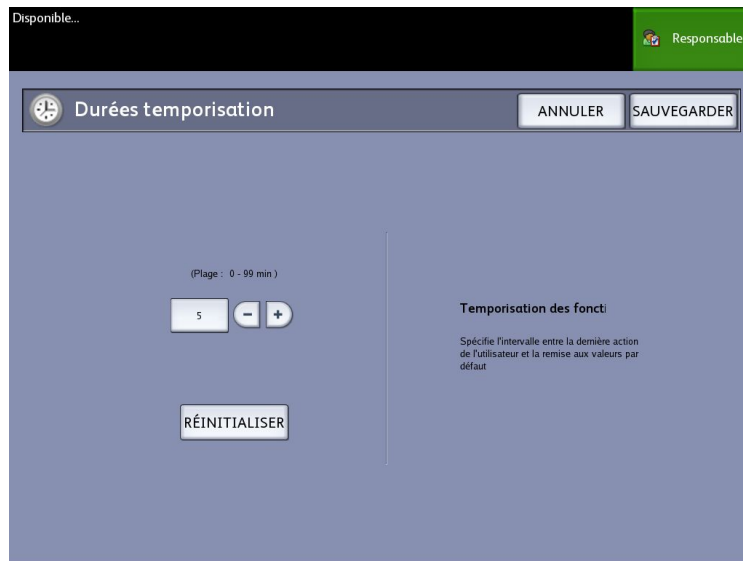 Disponible...
Responsable
Durées temporisation
ANNULER
SAUVEGARDER
(Plage : 0 - 99 min )
5
- +
RÉINITIALISER
Temporisation des foncti
Spécifie l'intervalle entre la dernière action
de l'utilisateur et la remise aux valeurs par
défaut